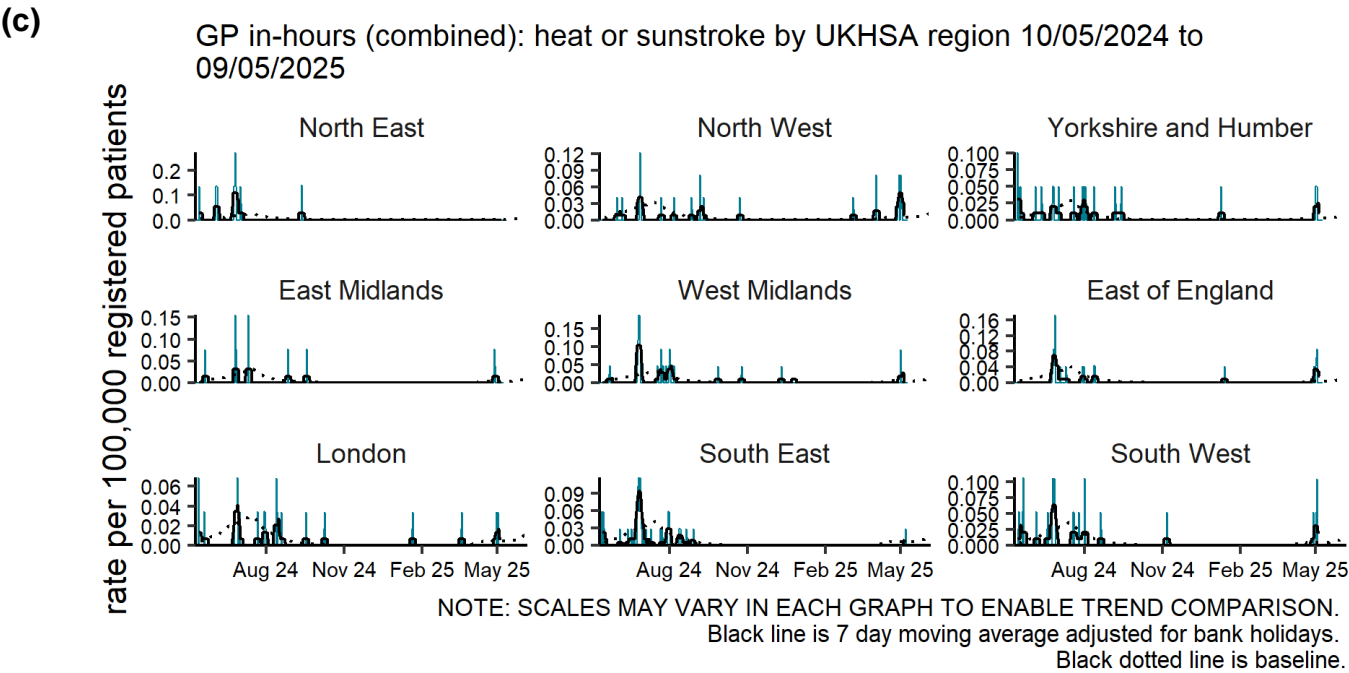 (c)
GP in-hours (combined): heat or sunstroke by UKHSA region 10/05/2024 to
09/05/2025
rate per 100,000 registered patients
North East
0.2
0.1
0.0
North West
0.12
0.09
0.06
0.03
0.00
Yorkshire and Humber
0.100
0.075
0.050
0.025
0.000
East Midlands
0.15
0.10
0.05
0.00
West Midlands
0.15
0.10
0.05
0.00
East of England
0.16
0.12
0.08
0.04
0.00
London
0.06
0.04
0.02
0.00
South East
0.09
0.06
0.03
0.00
South West
0.100
0.075
0.050
0.025
0.000
Aug 24 Nov 24 Feb 25 May 25
Aug 24 Nov 24 Feb 25 May 25
Aug 24 Nov 24 Feb 25 May 25
NOTE: SCALES MAY VARY IN EACH GRAPH TO ENABLE TREND COMPARISON.
Black line is 7 day moving average adjusted for bank holidays.
Black dotted line is baseline.